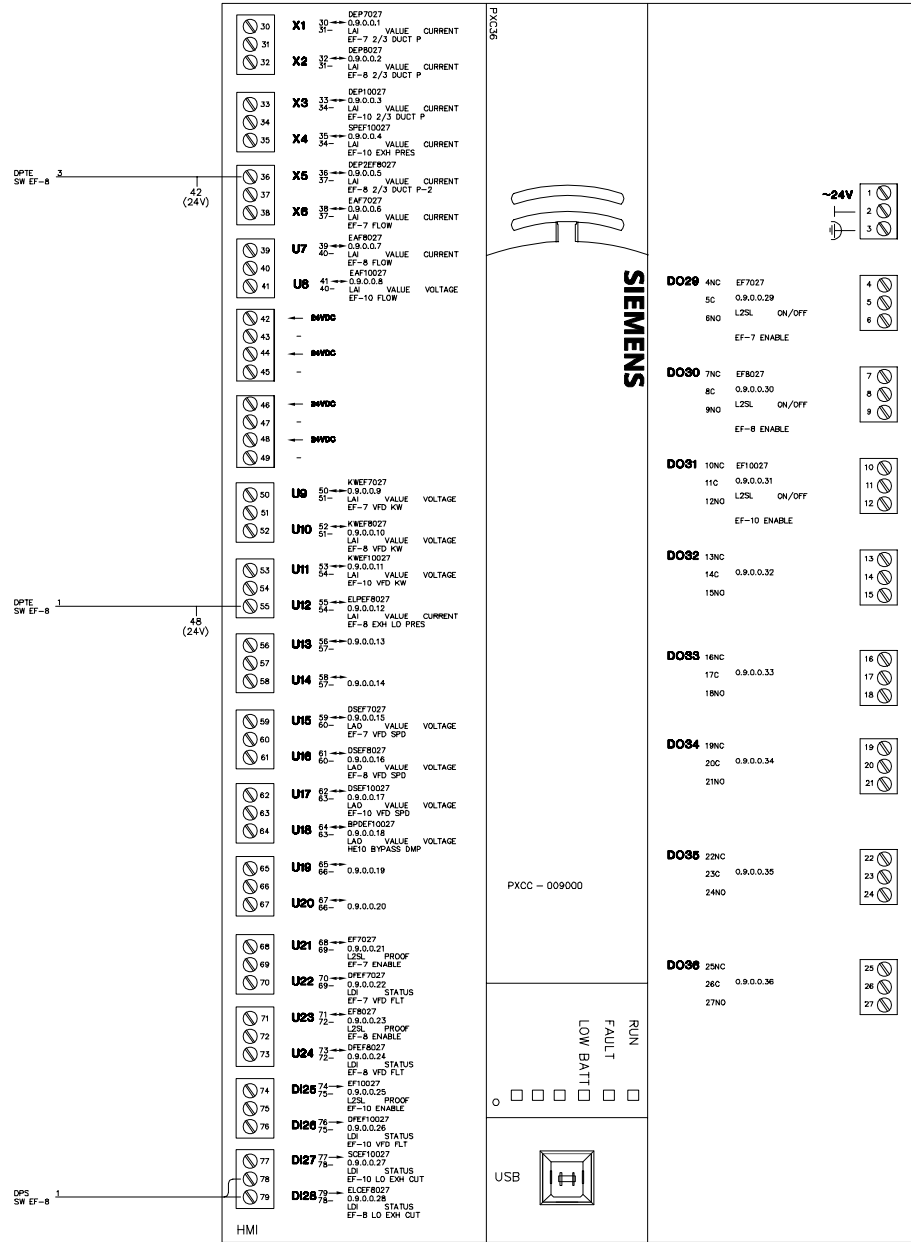 PXC36
30
31
32
X1 30 DEP7027
31- 0.9.0.0.1
LAI VALUE CURRENT
EF-7 2/3 DUCT P
X2 32 DEP8027
31- 0.9.0.0.2
LAI VALUE CURRENT
EF-8 2/3 DUCT P
33
34
35
X3 33 DEP10027
34- 0.9.0.0.3
LAI VALUE CURRENT
EF-10 2/3 DUCT P
X4 35 SPEF10027
34- 0.9.0.0.4
LAI VALUE CURRENT
EF-10 EXH PRES
DPTE
SW EF-8
3
42
(24V)
36
37
38
X5 36 DEP2EF8027
37- 0.9.0.0.5
LAI VALUE CURRENT
EF-8 2/3 DUCT P-2
X6 38 EAF7027
37- 0.9.0.0.6
LAI VALUE CURRENT
EF-7 FLOW
39
40
41
U7 39 EAF8027
40- 0.9.0.0.7
LAI VALUE CURRENT
EF-8 FLOW
U8 41 EAF10027
40- 0.9.0.0.8
LAI VALUE VOLTAGE
EF-10 FLOW
42 ← 24VDC
43 -
44 ← 24VDC
45 -
46 ← 24VDC
47 -
48 ← 24VDC
49 -
50
51
52
U9 50 KWEF7027
51- 0.9.0.0.9
LAI VALUE VOLTAGE
EF-7 VFD KW
U10 52 KWEF8027
51- 0.9.0.0.10
LAI VALUE VOLTAGE
EF-8 VFD KW
53
54
55
U11 53 KWEF10027
54- 0.9.0.0.11
LAI VALUE VOLTAGE
EF-10 VFD KW
DPTE
SW EF-8
1
48
(24V)
U12 55 ELPEF8027
54- 0.9.0.0.12
LAI VALUE CURRENT
EF-8 EXH LO PRES
56
57
58
U13 56 0.9.0.0.13
57-
U14 58
57- 0.9.0.0.14
59
60
61
U15 59 DSEF7027
60- 0.9.0.0.15
LAO VALUE VOLTAGE
EF-7 VFD SPD
U16 61 DSEF8027
60- 0.9.0.0.16
LAO VALUE VOLTAGE
EF-8 VFD SPD
62
63
64
U17 62 DSEF10027
63- 0.9.0.0.17
LAO VALUE VOLTAGE
EF-10 VFD SPD
U18 64 BPDEF10027
63- 0.9.0.0.18
LAO VALUE VOLTAGE
HE10 BYPASS DMP
65
66
67
U19 65
66- 0.9.0.0.19
U20 67
66- 0.9.0.0.20
68
69
70
U21 68 EF7027
69- 0.9.0.0.21
L2SL PROOF
EF-7 ENABLE
U22 70 DFEF7027
69- 0.9.0.0.22
LDI STATUS
EF-7 VFD FLT
71
72
73
U23 71 EF8027
72- 0.9.0.0.23
L2SL PROOF
EF-8 ENABLE
U24 73 DFEF8027
72- 0.9.0.0.24
LDI STATUS
EF-8 VFD FLT
74
75
76
DI25 74 EF10027
75- 0.9.0.0.25
L2SL PROOF
EF-10 ENABLE
DI26 76 DFEF10027
75- 0.9.0.0.26
LDI STATUS
EF-10 VFD FLT
77
78
79
DI27 77 SCEF10027
78- 0.9.0.0.27
LDI STATUS
EF-10 LO EXH CUT
DPS
SW EF-8
1
DI28 79 ELCEF8027
78- 0.9.0.0.28
LDI STATUS
EF-8 LO EXH CUT
HMI
SIEMENS
PXCC - 009000
RUN
FAULT
LOW BATT
USB
~24V
1
2
3
DO29 4NC EF7027
5C 0.9.0.0.29
6NO L2SL ON/OFF
EF-7 ENABLE
4
5
6
DO30 7NC EF8027
8C 0.9.0.0.30
9NO L2SL ON/OFF
EF-8 ENABLE
7
8
9
DO31 10NC EF10027
11C 0.9.0.0.31
12NO L2SL ON/OFF
EF-10 ENABLE
10
11
12
DO32 13NC
14C 0.9.0.0.32
15NO
13
14
15
DO33 16NC
17C 0.9.0.0.33
18NO
16
17
18
DO34 19NC
20C 0.9.0.0.34
21NO
19
20
21
DO35 22NC
23C 0.9.0.0.35
24NO
22
23
24
DO36 25NC
26C 0.9.0.0.36
27NO
25
26
27